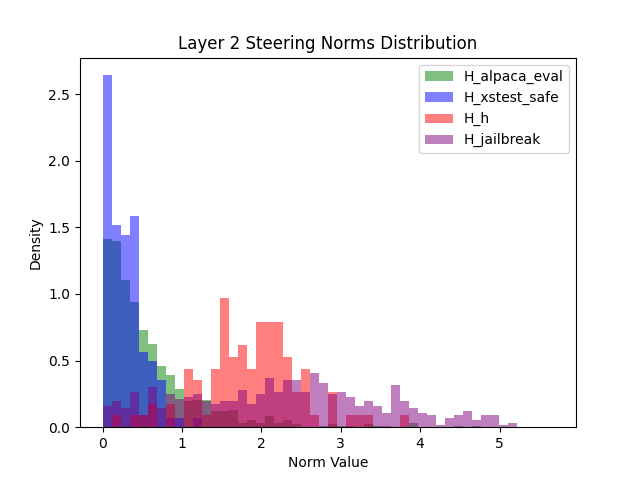 Layer 2 Steering Norms Distribution
H_alpaca_eval
H_xstest_safe
H_h
H_jailbreak
Density
2.5
2.0
1.5
1.0
0.5
0.0
0 1 2 3 4 5
Norm Value